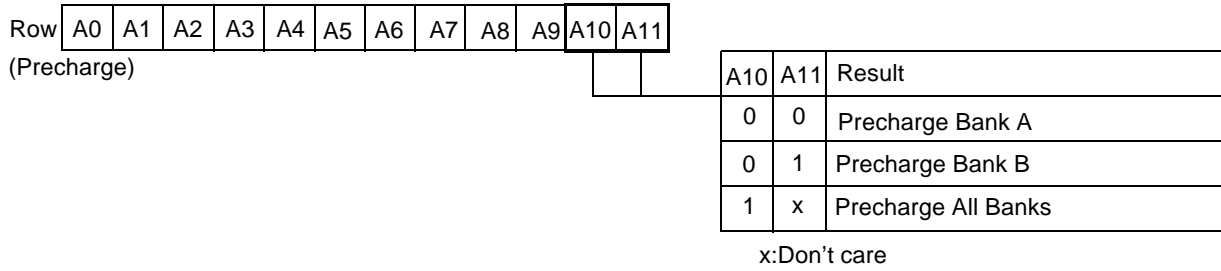 Row A0 A1 A2 A3 A4 A5 A6 A7 A8 A9 A10 A11
(Precharge)
A10 A11 Result
0 0 Precharge Bank A
0 1 Precharge Bank B
1 x Precharge All Banks
x:Don't care